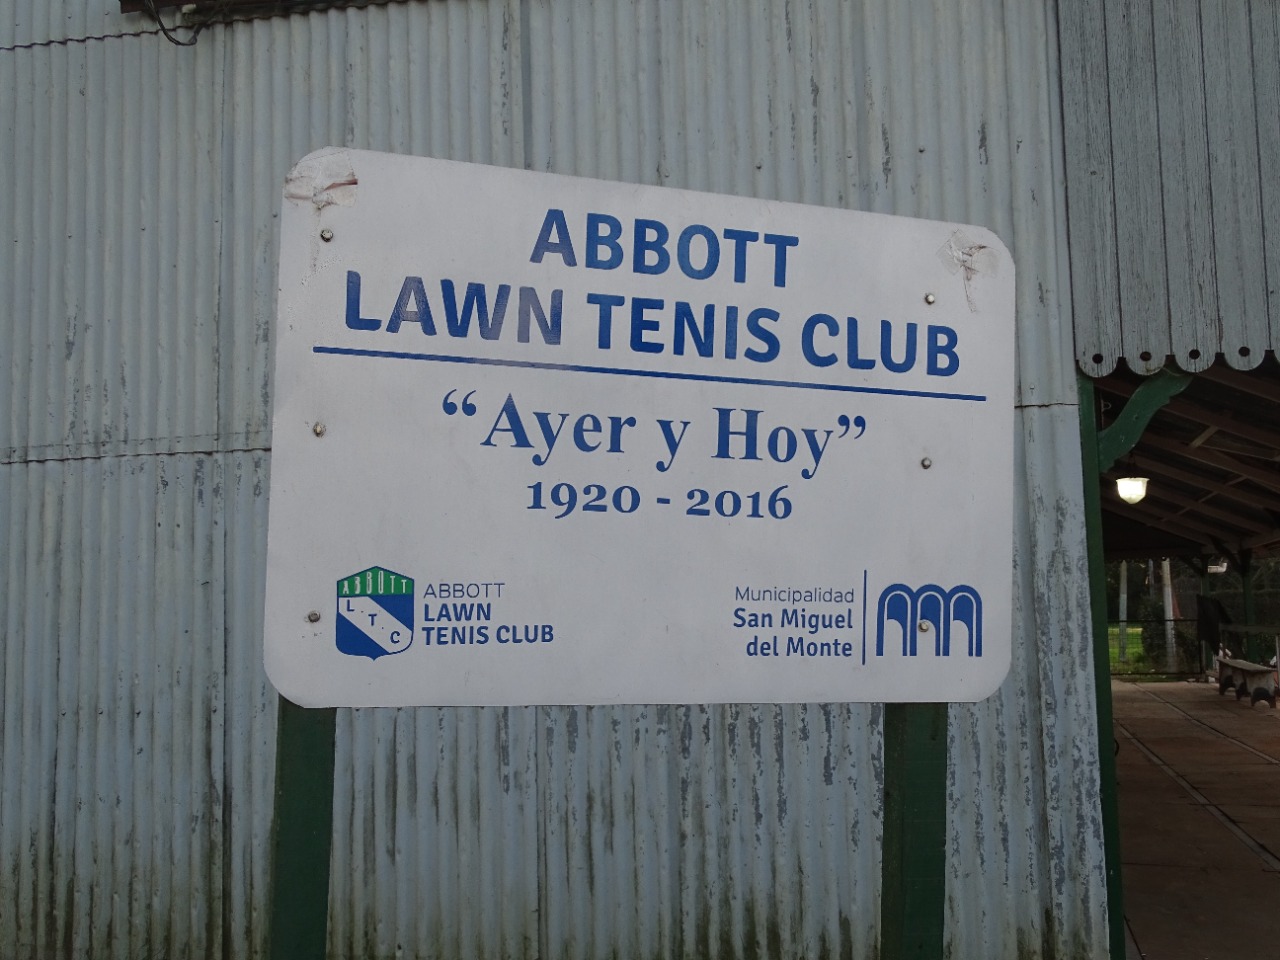 ABBOTT
LAWN TENIS CLUB
“Ayer y Hoy”
1920 - 2016
ABBOTT
L
T
C
ABBOTT
LAWN
TENIS CLUB
Municipalidad
San Miguel
del Monte